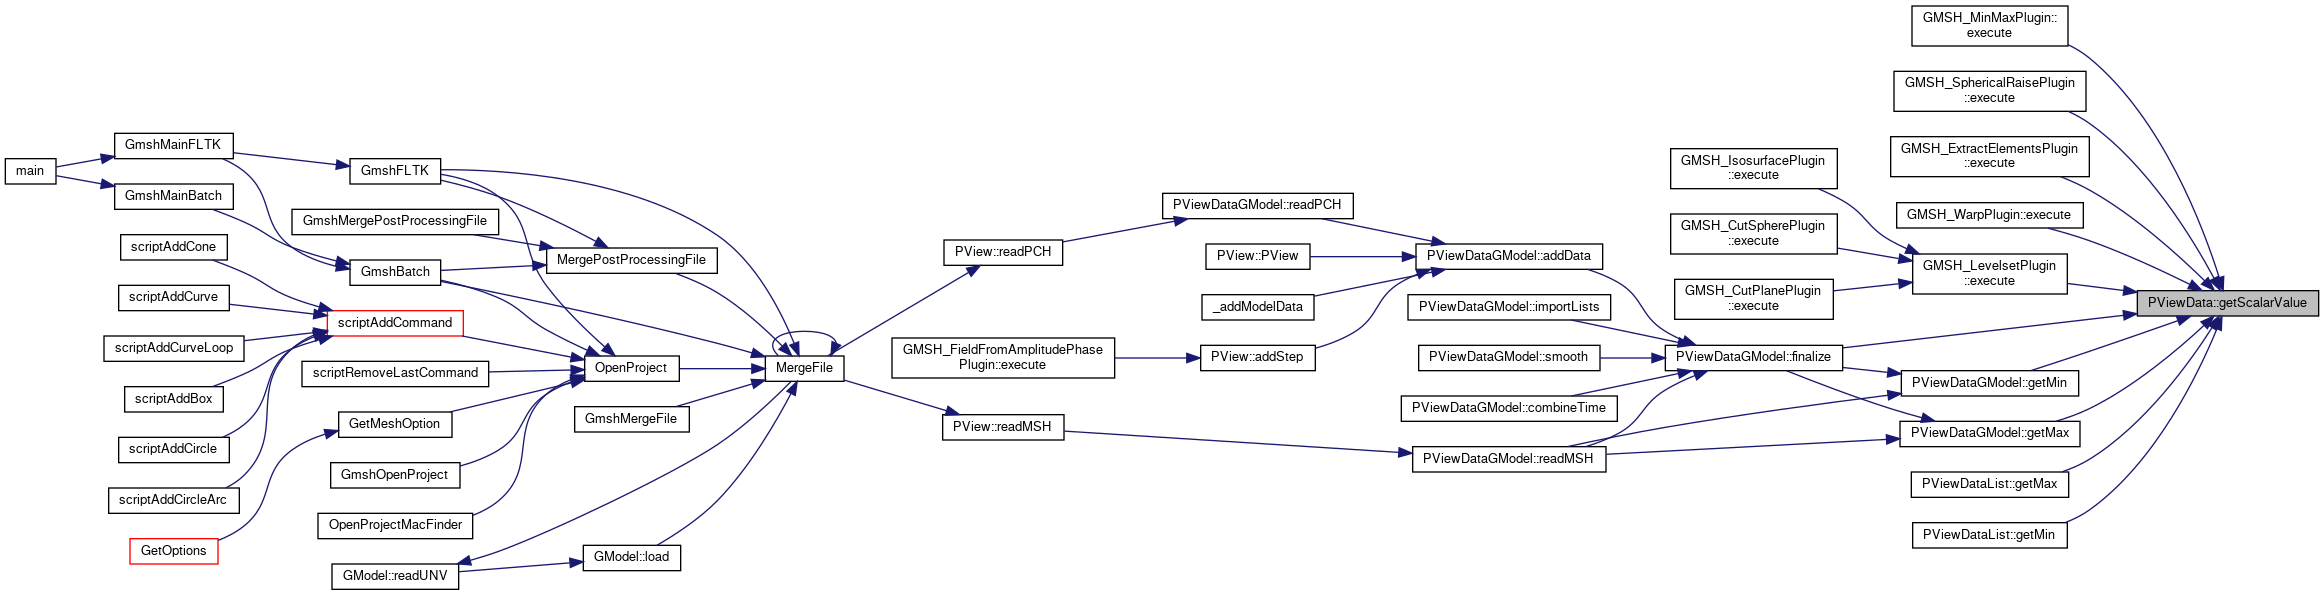 main
GmshMainFLTK
GmshMainBatch
scriptAddCone
scriptAddCurve
scriptAddCurveLoop
scriptAddBox
scriptAddCircle
scriptAddCircleArc
GetOptions
GmshFLTK
GmshMergePostProcessingFile
GmshBatch
scriptAddCommand
scriptRemoveLastCommand
GetMeshOption
GmshOpenProject
OpenProjectMacFinder
GModel::readUNV
MergePostProcessingFile
OpenProject
GmshMergeFile
GModel::load
MergeFile
PView::readPCH
GMSH_FieldFromAmplitudePhase
Plugin::execute
PView::readMSH
PViewDataGModel::readPCH
PView::PView
_addModelData
PView::addStep
PViewDataGModel::addData
PViewDataGModel::importLists
PViewDataGModel::smooth
PViewDataGModel::combineTime
PViewDataGModel::readMSH
GMSH_IsosurfacePlugin
::execute
GMSH_CutSpherePlugin
::execute
GMSH_CutPlanePlugin
::execute
PViewDataGModel::finalize
GMSH_MinMaxPlugin::
execute
GMSH_SphericalRaisePlugin
::execute
GMSH_ExtractElementsPlugin
::execute
GMSH_WarpPlugin::execute
GMSH_LevelsetPlugin
::execute
PViewDataGModel::getMin
PViewDataGModel::getMax
PViewDataList::getMax
PViewDataList::getMin
PViewData::getScalarValue